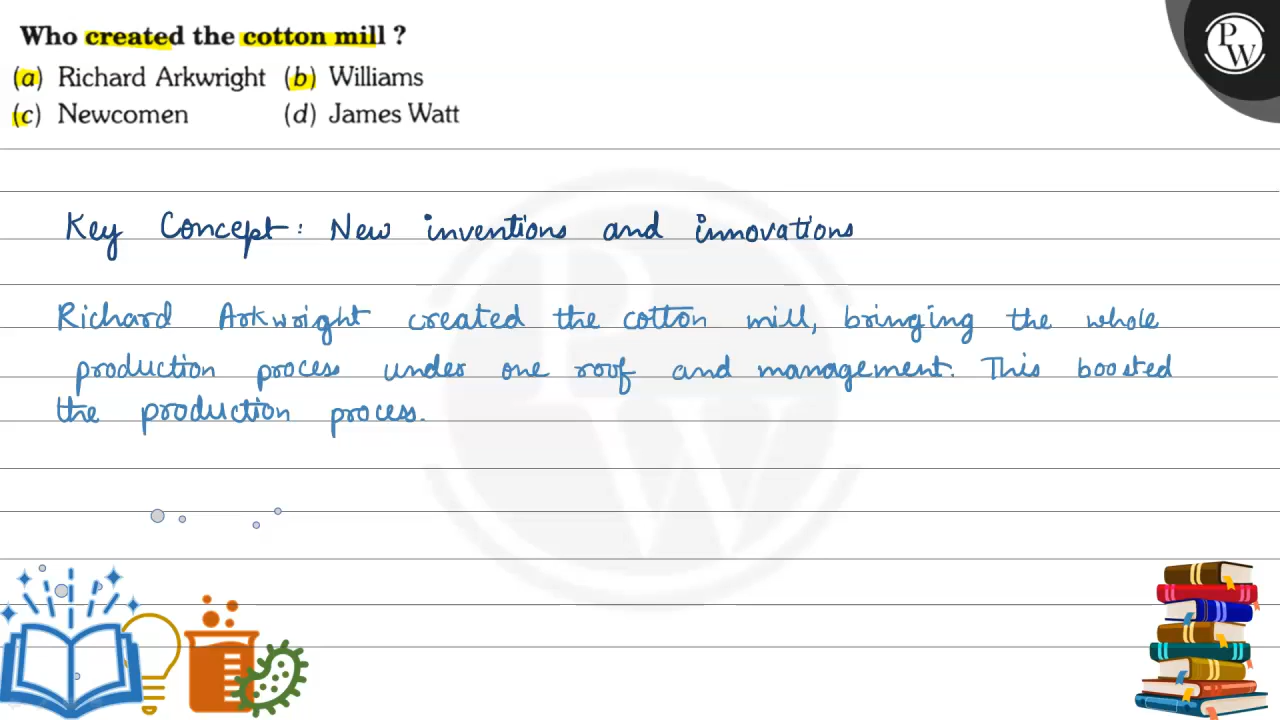 Who created the cotton mill ?
(a) Richard Arkwright (b) Williams
(c) Newcomen (d) James Watt
PW
Key Concept: New inventions and innovations
Richard Arkwright created the cotton mill, bringing the whole
production process under one roof and management. This boosted
the production process.
PW